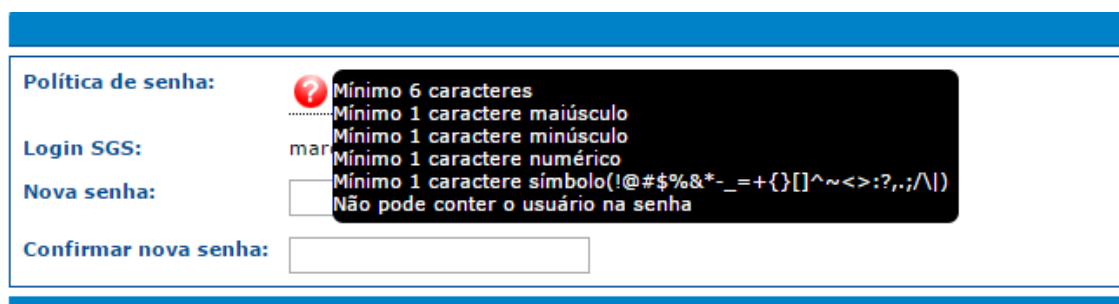 Política de senha:
?
Mínimo 6 caracteres
Mínimo 1 caractere maiúsculo
Mínimo 1 caractere minúsculo
Mínimo 1 caractere numérico
Mínimo 1 caractere símbolo(!@#$%&*-_=+{}[]^~<>:?,.;/\|)
Não pode conter o usuário na senha
Login SGS:
Nova senha:
Confirmar nova senha: